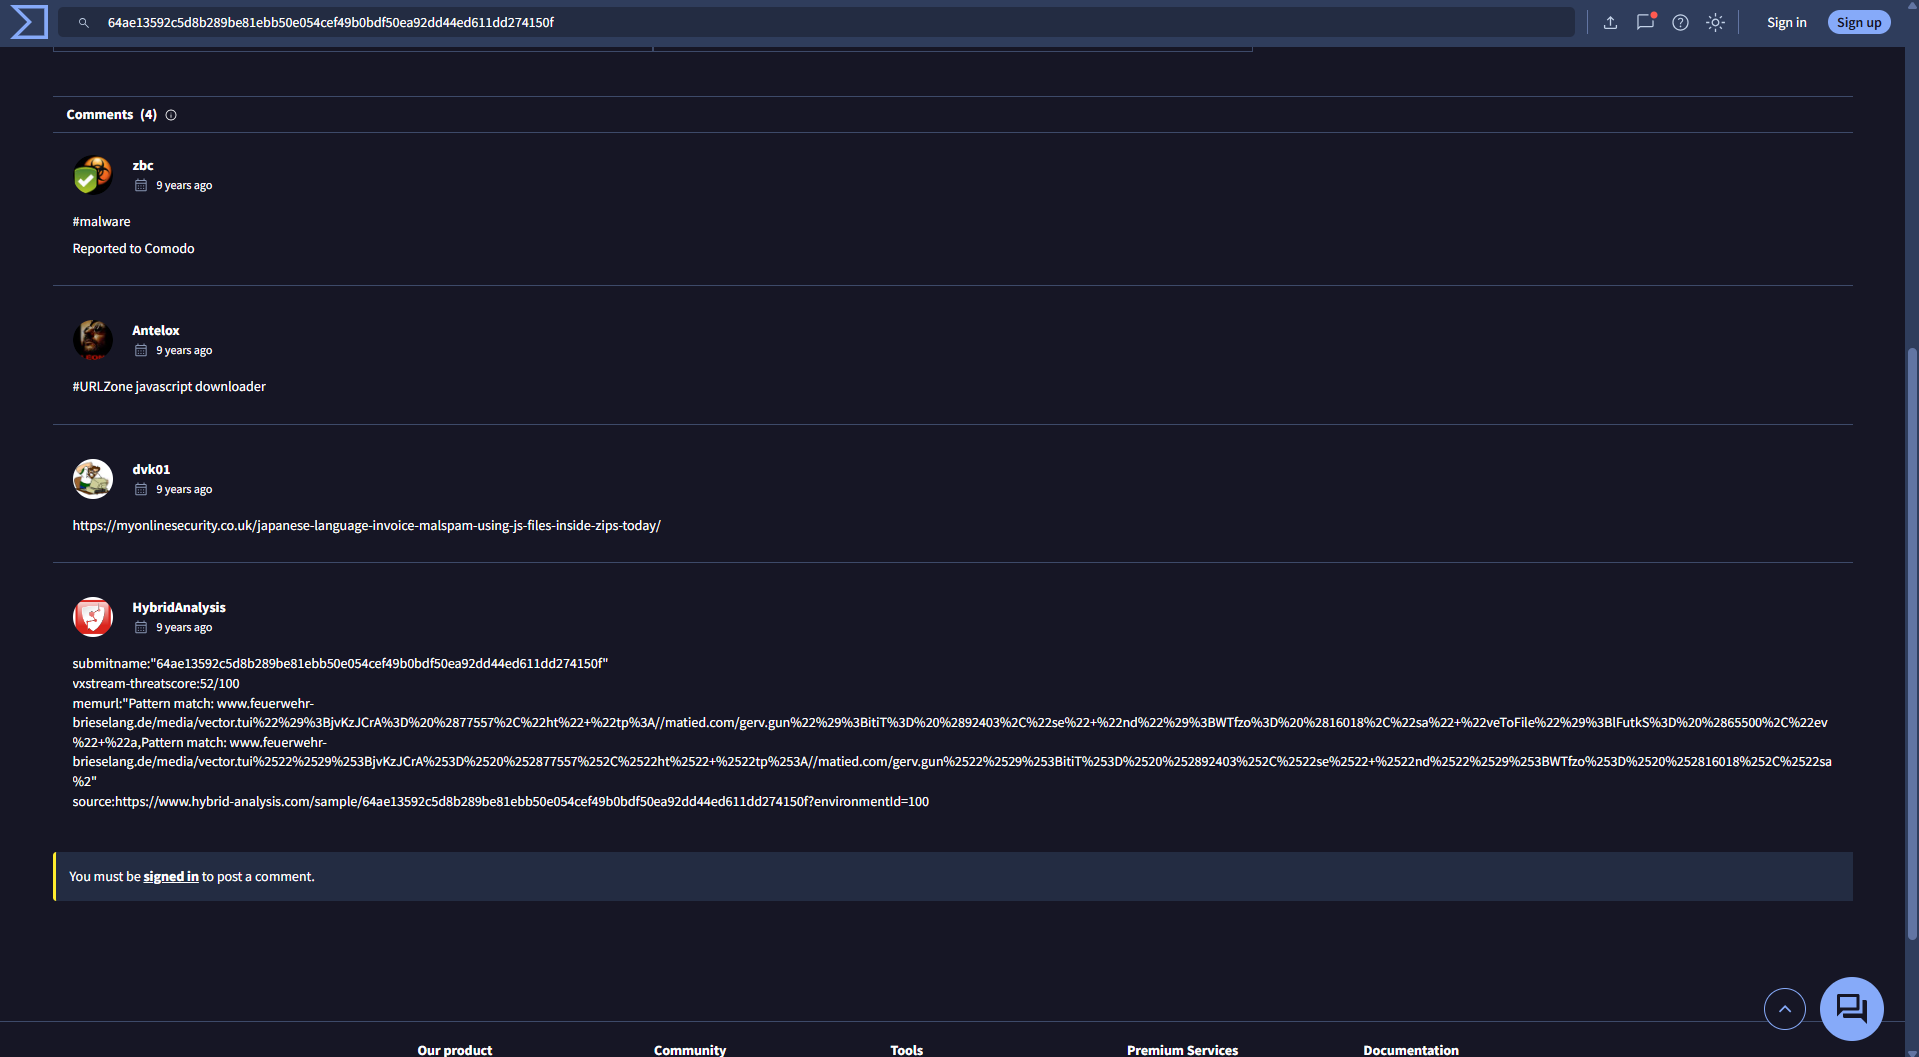 64ae13592c5d8b289be81ebb50e054cef49b0bdf50ea92dd44ed611dd274150f
Sign in
Sign up
Comments (4)
zbc
9 years ago
#malware
Reported to Comodo
Antelox
9 years ago
#URLZone javascript downloader
dvk01
9 years ago
https://myonlinesecurity.co.uk/japanese-language-invoice-malspam-using-js-files-inside-zips-today/
HybridAnalysis
9 years ago
submitname:"64ae13592c5d8b289be81ebb50e054cef49b0bdf50ea92dd44ed611dd274150f"
vxstream-threatscore:52/100
memurl:"Pattern match: www.feuerwehr-
brieselang.de/media/vector.tui%22%29%3BjvKzJCrA%3D%20%2877557%2C%22ht%22+%22tp%3A//matied.com/gerv.gun%22%29%3BitiT%3D%20%2892403%2C%22se%22+%22nd%22%29%3BWTfzo%3D%20%2816018%2C%22sa%22+%22veToFile%22%29%3BlFutkS%3D%20%2865500%2C%22ev
%22+%22a,Pattern match: www.feuerwehr-
brieselang.de/media/vector.tui%2522%2529%253BjvKzJCrA%253D%2520%252877557%252C%2522ht%2522+%2522tp%253A//matied.com/gerv.gun%2522%2529%253BitiT%253D%2520%252892403%252C%2522se%2522+%2522nd%2522%2529%253BWTfzo%253D%2520%252816018%252C%2522sa
%2"
source:https://www.hybrid-analysis.com/sample/64ae13592c5d8b289be81ebb50e054cef49b0bdf50ea92dd44ed611dd274150f?environmentId=100
You must be signed in to post a comment.
Our product
Community
Tools
Premium Services
Documentation